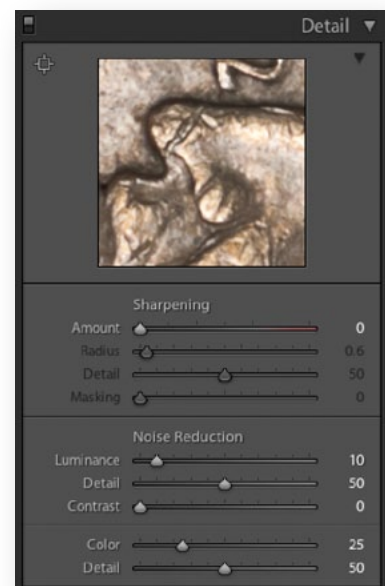 Detail
Sharpening
Amount 0
Radius 0.6
Detail 50
Masking 0
Noise Reduction
Luminance 10
Detail 50
Contrast 0
Color 25
Detail 50